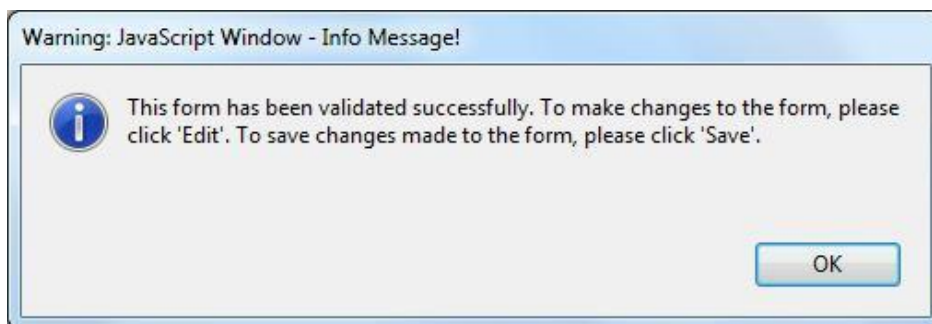 Warning: JavaScript Window - Info Message!
This form has been validated successfully. To make changes to the form, please
click 'Edit'. To save changes made to the form, please click 'Save'.
OK